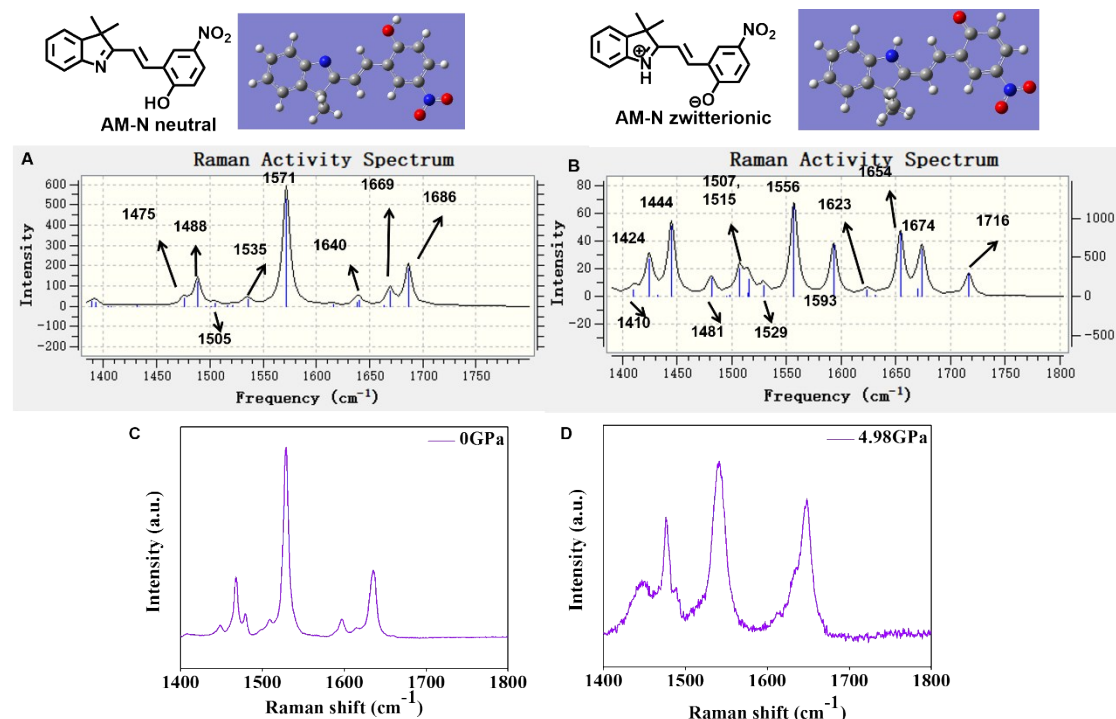 NO₂
N
HO
AM-N neutral
NO₂
⊕
N
H
O
⊖
AM-N zwitterionic
A
Raman Activity Spectrum
1571
1669
1686
1475
1488
1535
1640
1505
600
500
400
300
200
100
0
-100
-200
Intensity
1400
1450
1500
1550
1600
1650
1700
1750
Frequency (cm⁻¹)
B
Raman Activity Spectrum
1654
1507,
1515
1556
1623
1444
1424
1674
1716
1593
1410
1481
1529
80
60
40
20
0
-20
Intensity
1000
500
0
-500
1400
1450
1500
1550
1600
1650
1700
1750
1800
Frequency (cm⁻¹)
C
0GPa
Intensity (a.u.)
1400
1500
1600
1700
1800
Raman shift (cm⁻¹)
D
4.98GPa
Intensity (a.u.)
1400
1500
1600
1700
1800
Raman shift (cm⁻¹)